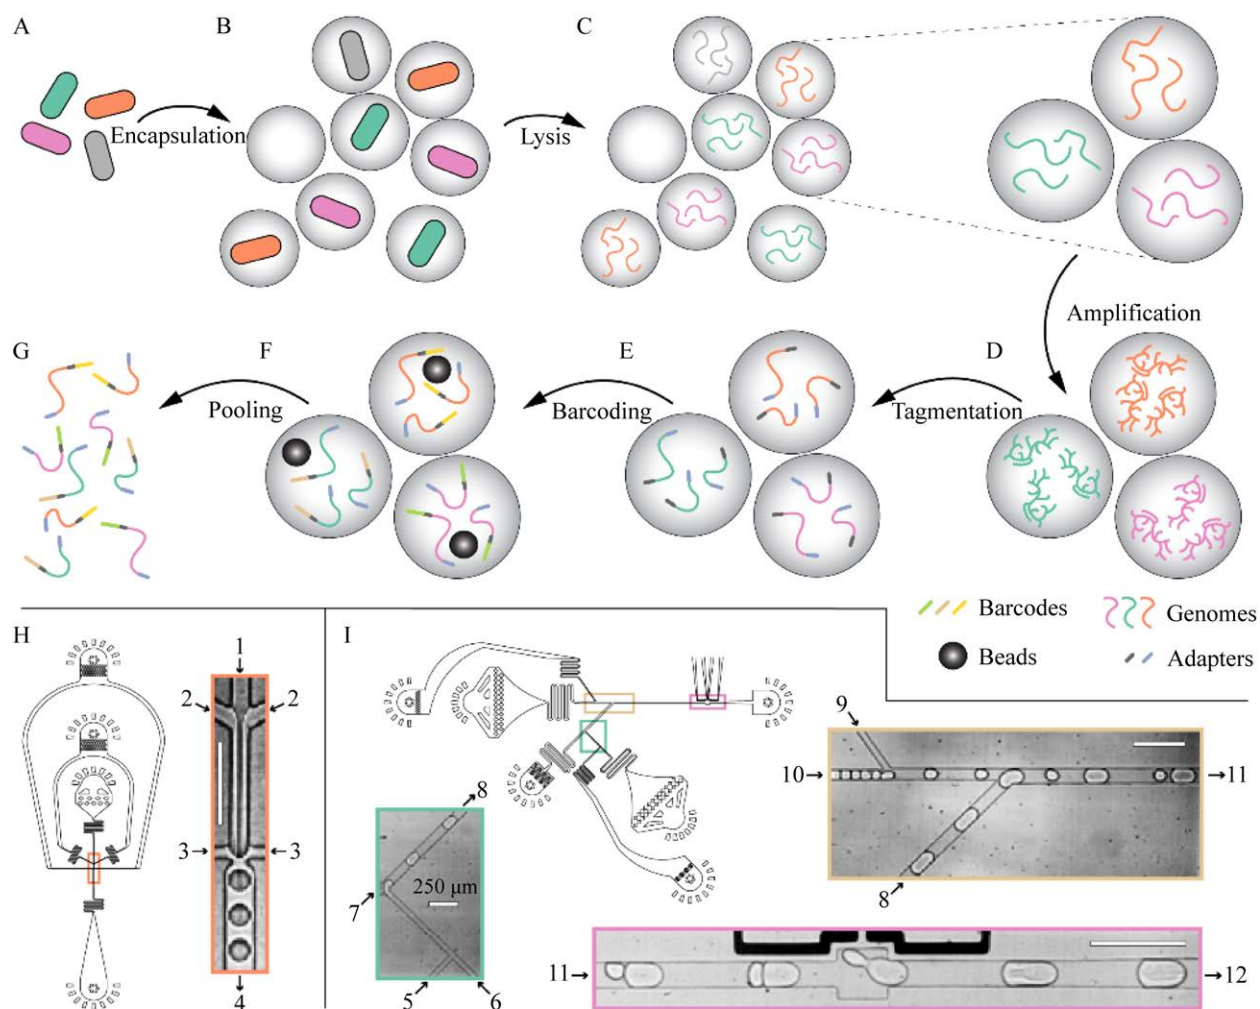 A
B
C
Encapsulation
Lysis
Amplification
G
F
E
D
Pooling
Barcoding
Tagmentation
Barcodes
Genomes
Beads
Adapters
H
I
1
2
2
3
3
4
9
10
11
8
8
250 μm
7
5
6
11
12